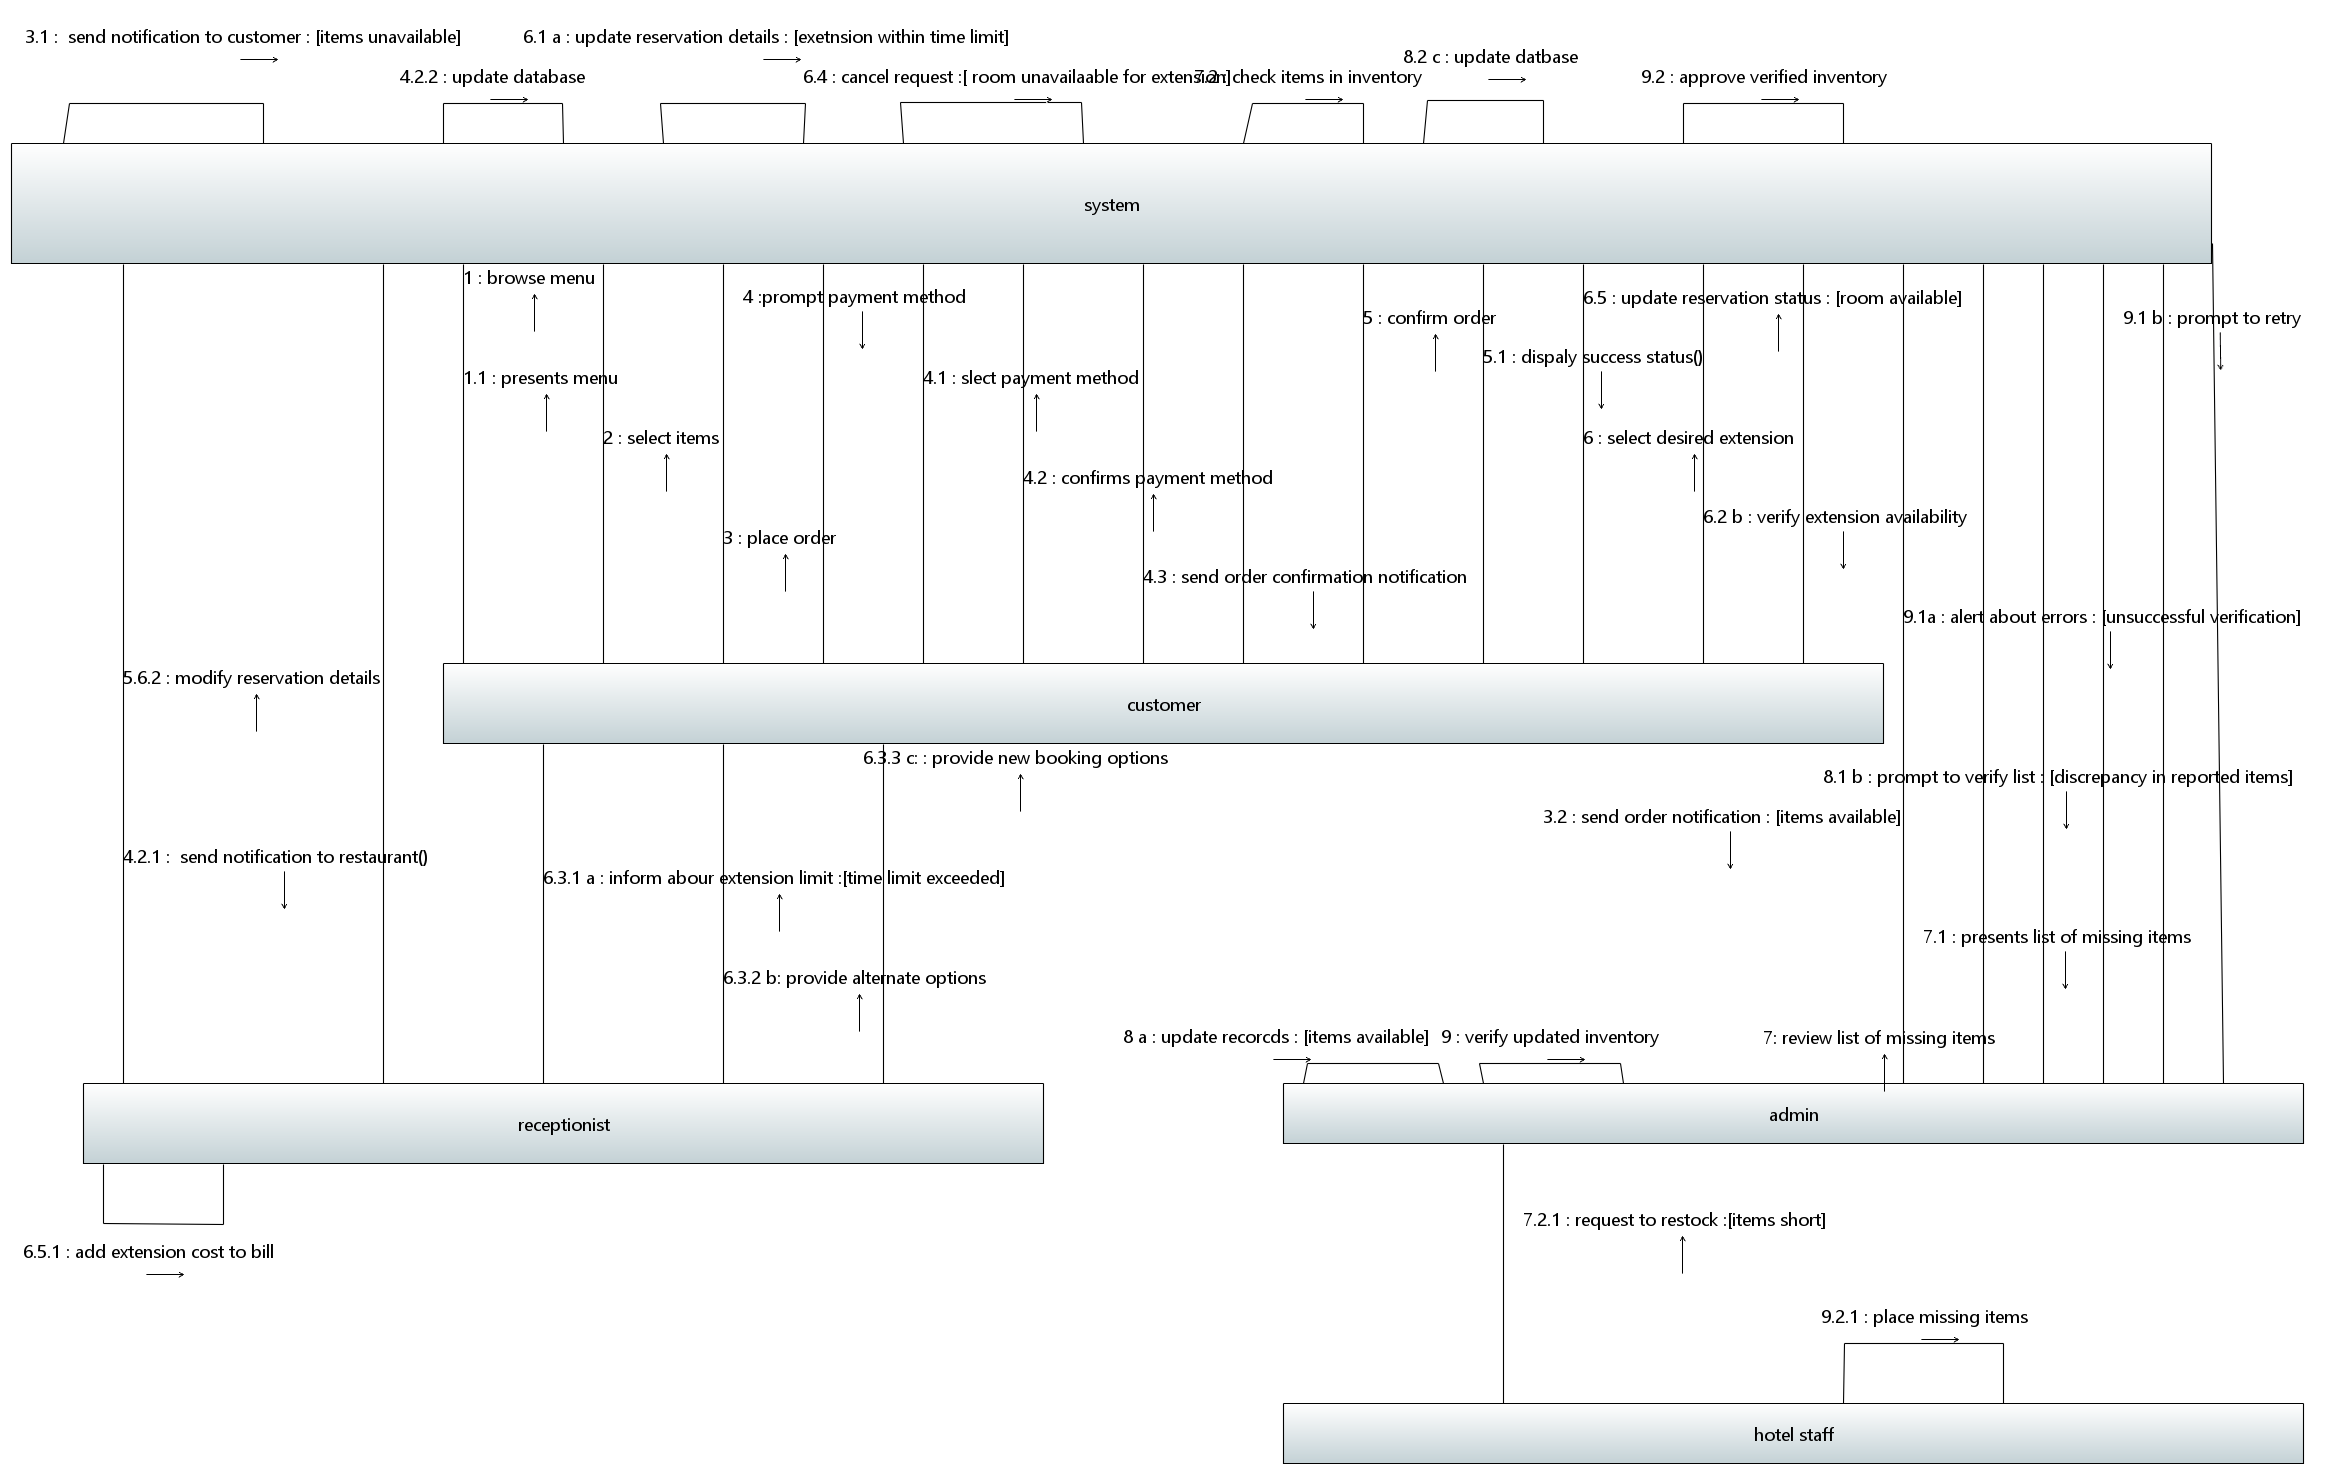 3.1 :  send notification to customer : [items unavailable]
6.1 a : update reservation details : [exetnsion within time limit]
8.2 c : update datbase
4.2.2 : update database
6.4 : cancel request :[ room unavailaable for extension]
7.2 : check items in inventory
9.2 : approve verified inventory
system
1 : browse menu
4 :prompt payment method
6.5 : update reservation status : [room available]
5 : confirm order
9.1 b : prompt to retry
5.1 : dispaly success status()
1.1 : presents menu
4.1 : slect payment method
2 : select items
6 : select desired extension
4.2 : confirms payment method
6.2 b : verify extension availability
3 : place order
4.3 : send order confirmation notification
9.1a : alert about errors : [unsuccessful verification]
5.6.2 : modify reservation details
customer
6.3.3 c: : provide new booking options
8.1 b : prompt to verify list : [discrepancy in reported items]
3.2 : send order notification : [items available]
4.2.1 :  send notification to restaurant()
6.3.1 a : inform abour extension limit :[time limit exceeded]
7.1 : presents list of missing items
6.3.2 b: provide alternate options
8 a : update recorcds : [items available]
9 : verify updated inventory
7: review list of missing items
receptionist
admin
7.2.1 : request to restock :[items short]
6.5.1 : add extension cost to bill
9.2.1 : place missing items
hotel staff